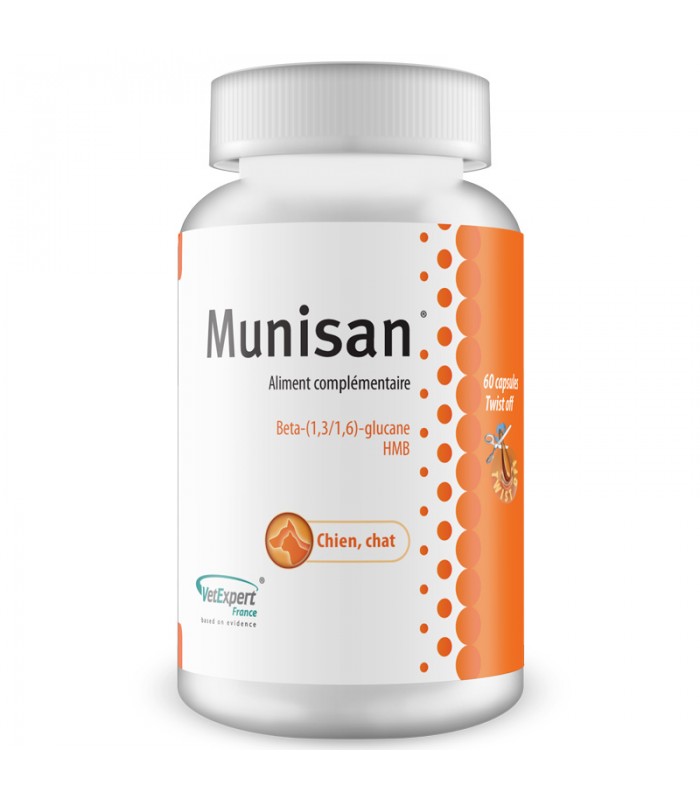 Munisan®
Aliment complémentaire
Beta-(1,3/1,6)-glucane
HMB
Chien, chat
VetExpert®
France
based on evidence
60 capsules
Twist off
TWIST